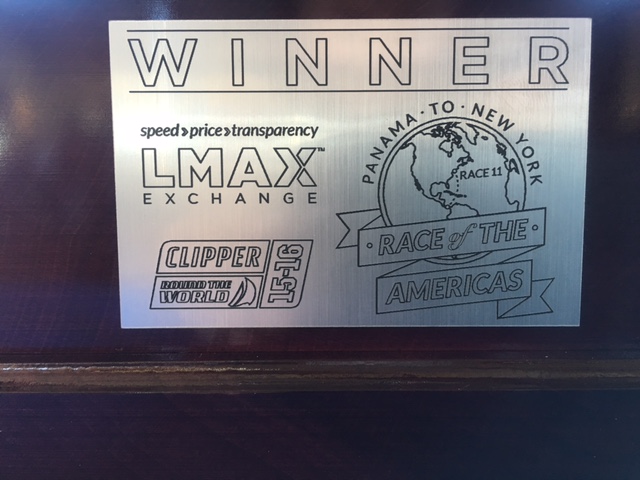 WINNER
speed›price›transparency
LMAX™
EXCHANGE
CLIPPER
ROUND THE
WORLD
15-16
PANAMA·TO·NEW YORK
RACE 11
·RACE of THE·
AMERICAS